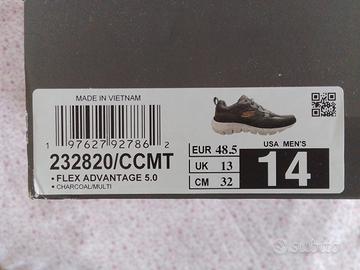 MADE IN VIETNAM
1 97627 92786 2
232820/CCMT
• FLEX ADVANTAGE 5.0
• CHARCOAL/MULTI
EUR 48.5
UK 13
CM 32
USA MEN'S
14
subito